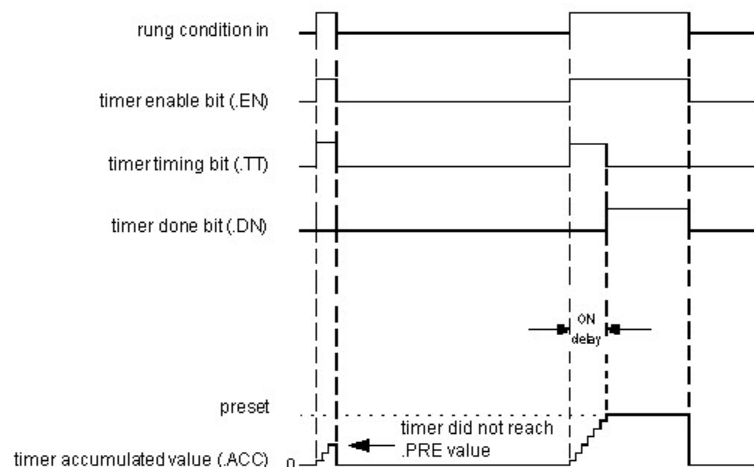 rung condition in
timer enable bit (.EN)
timer timing bit (.TT)
timer done bit (.DN)
ON
delay
preset
timer did not reach
.PRE value
timer accumulated value (.ACC)
0